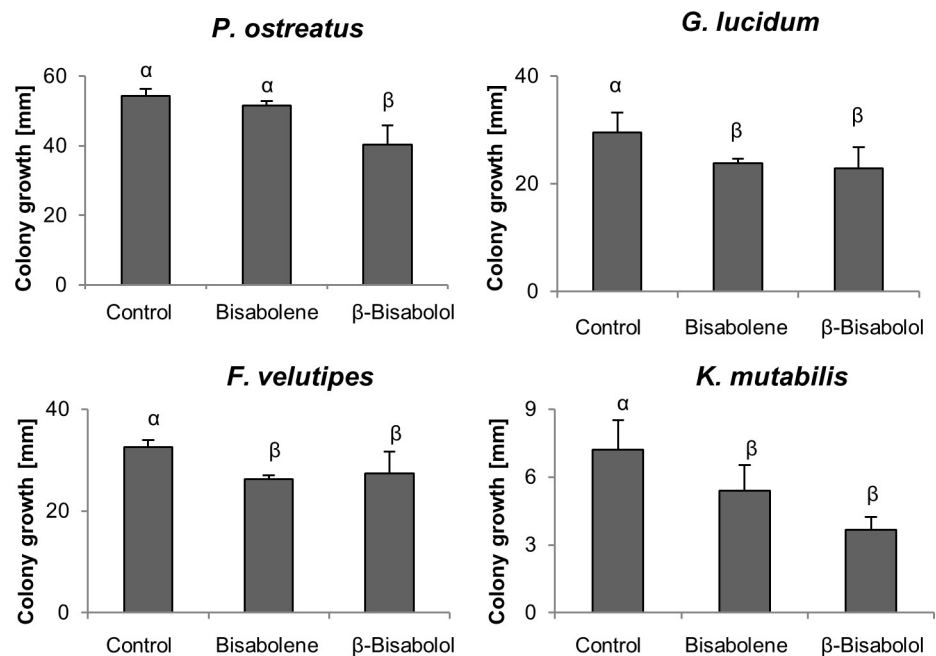 P. ostreatus
Colony growth [mm]
60
40
20
0
α
α
β
Control
Bisabolene
β-Bisabolol
G. lucidum
Colony growth [mm]
40
20
0
α
β
β
Control
Bisabolene
β-Bisabolol
F. velutipes
Colony growth [mm]
40
20
0
α
β
β
Control
Bisabolene
β-Bisabolol
K. mutabilis
Colony growth [mm]
9
6
3
0
α
β
β
Control
Bisabolene
β-Bisabolol